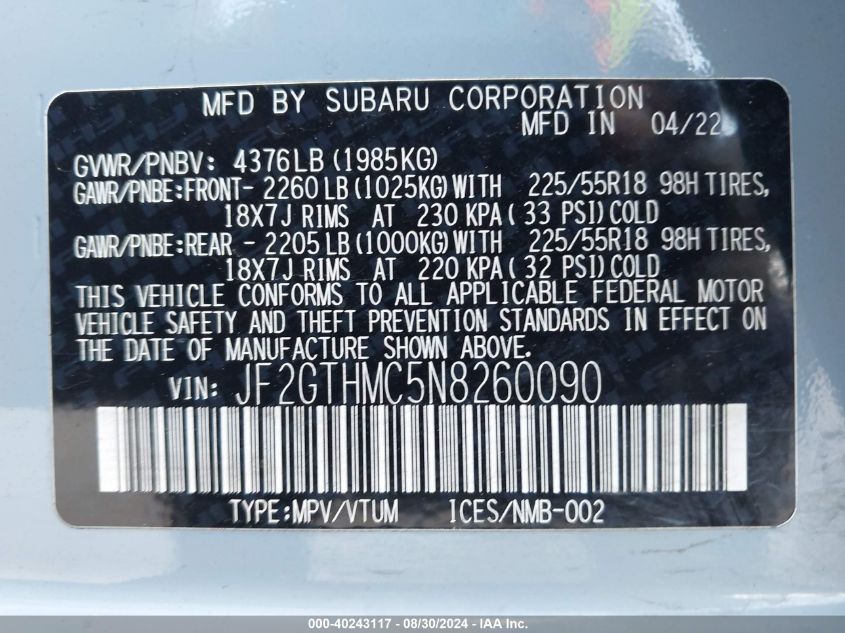 MFD BY SUBARU CORPORATION
MFD IN 04/22
GVWR/PNBV: 4376LB (1985KG)
GAWR/PNBE:FRONT- 2260 LB (1025KG) WITH 225/55R18 98H TIRES,
18X7J RIMS AT 230 KPA ( 33 PSI) COLD
GAWR/PNBE:REAR - 2205 LB (1000KG) WITH 225/55R18 98H TIRES,
18X7J RIMS AT 220 KPA ( 32 PSI) COLD
THIS VEHICLE CONFORMS TO ALL APPLICABLE FEDERAL MOTOR
VEHICLE SAFETY AND THEFT PREVENTION STANDARDS IN EFFECT ON
THE DATE OF MANUFACTURE SHOWN ABOVE.
VIN: JF2GTHMC5N8260090
TYPE:MPV/VTUM ICES/NMB-002
000-40243117 - 08/30/2024 - IAA Inc.